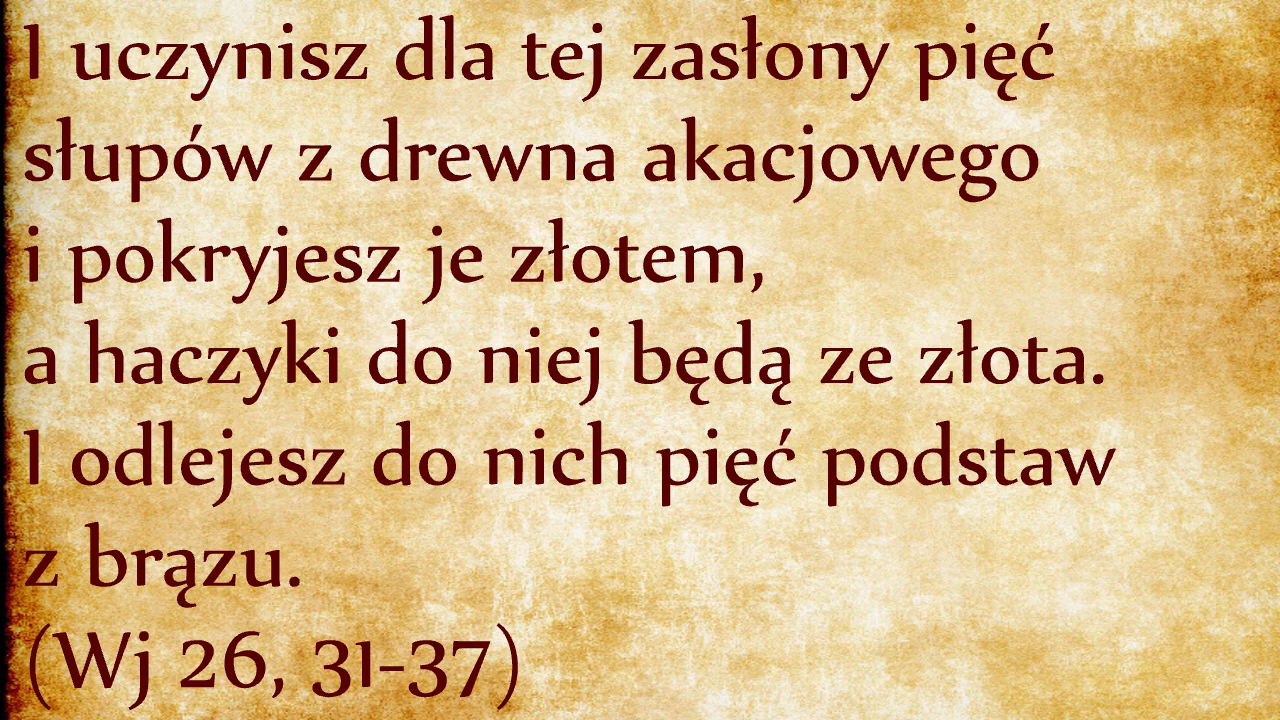 I uczynisz dla tej zasłony pięć
słupów z drewna akacjowego
i pokryjesz je złotem,
a haczyki do niej będą ze złota.
I odlejesz do nich pięć podstaw
z brązu.
(Wj 26, 31-37)